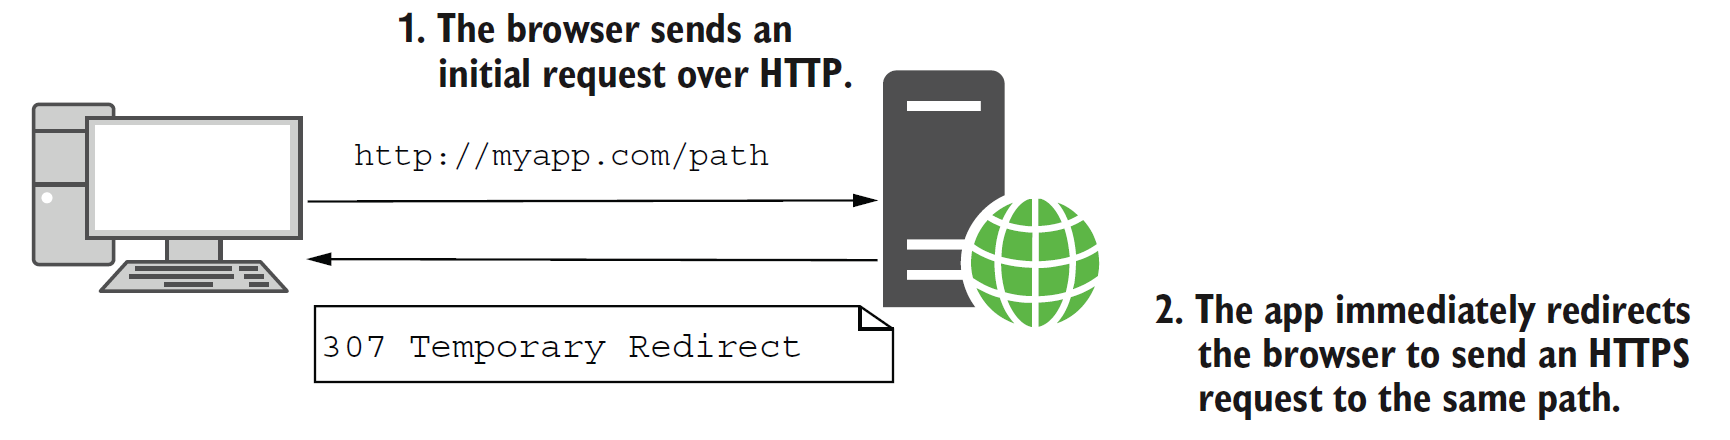 1. The browser sends an
initial request over HTTP.
http://myapp.com/path
307 Temporary Redirect
2. The app immediately redirects
the browser to send an HTTPS
request to the same path.